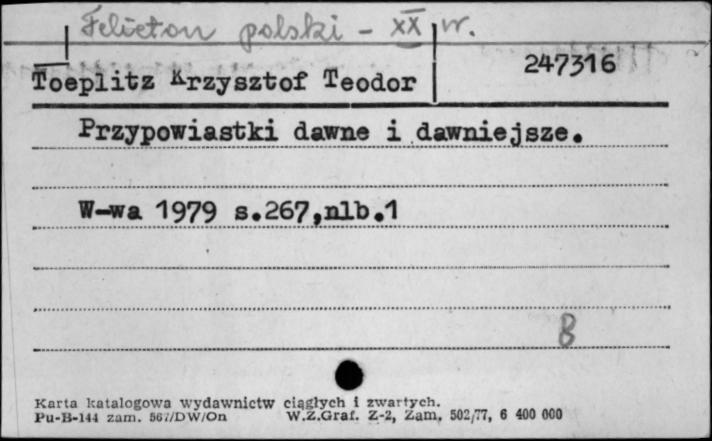 Felieton polski - XX w.
Toeplitz Krzysztof Teodor 247316
Przypowiastki dawne i dawniejsze.
W-wa 1979 s.267,nlb.1
B
Karta katalogowa wydawnictw ciągłych i zwartych.
Pu-B-144 zam. 567/DW/On W.Z.Graf. Z-2, Zam. 502/77, 6 400 000